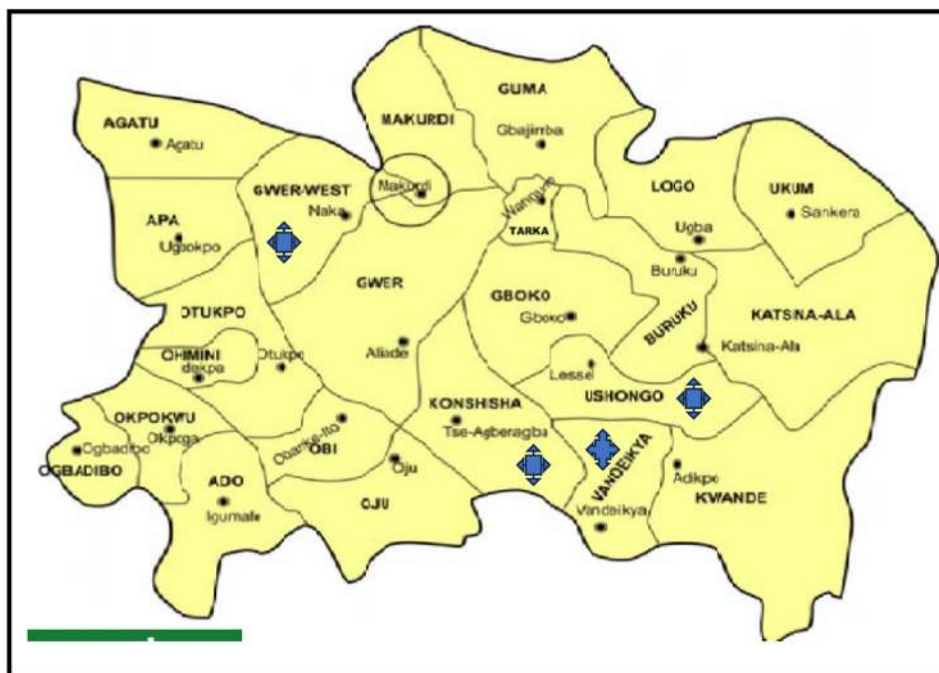 GUMA
AGATU
MAKURDI
Agatu
Gbajimba
GWER-WEST
Makurdi
LOGO
UKUM
APA
Naka
Wannune
Sankera
Ugbokpo
TARKA
Ugba
Buruku
GWER
GBOKO
OTUKPO
Gboko
BURUKU
KATSINA-ALA
OHIMINI
Otukpo
Aliade
Katsina-Ala
Idekpa
Lessel
USHONGO
OKPOKWU
KONSHISHA
Okpoga
Obarike-Ito
Tse-Agberagba
Ogbadibo
OBI
VANDEIKYA
OGBADIBO
Oju
Adikpo
ADO
KWANDE
Igumale
OJU
Vandeikya